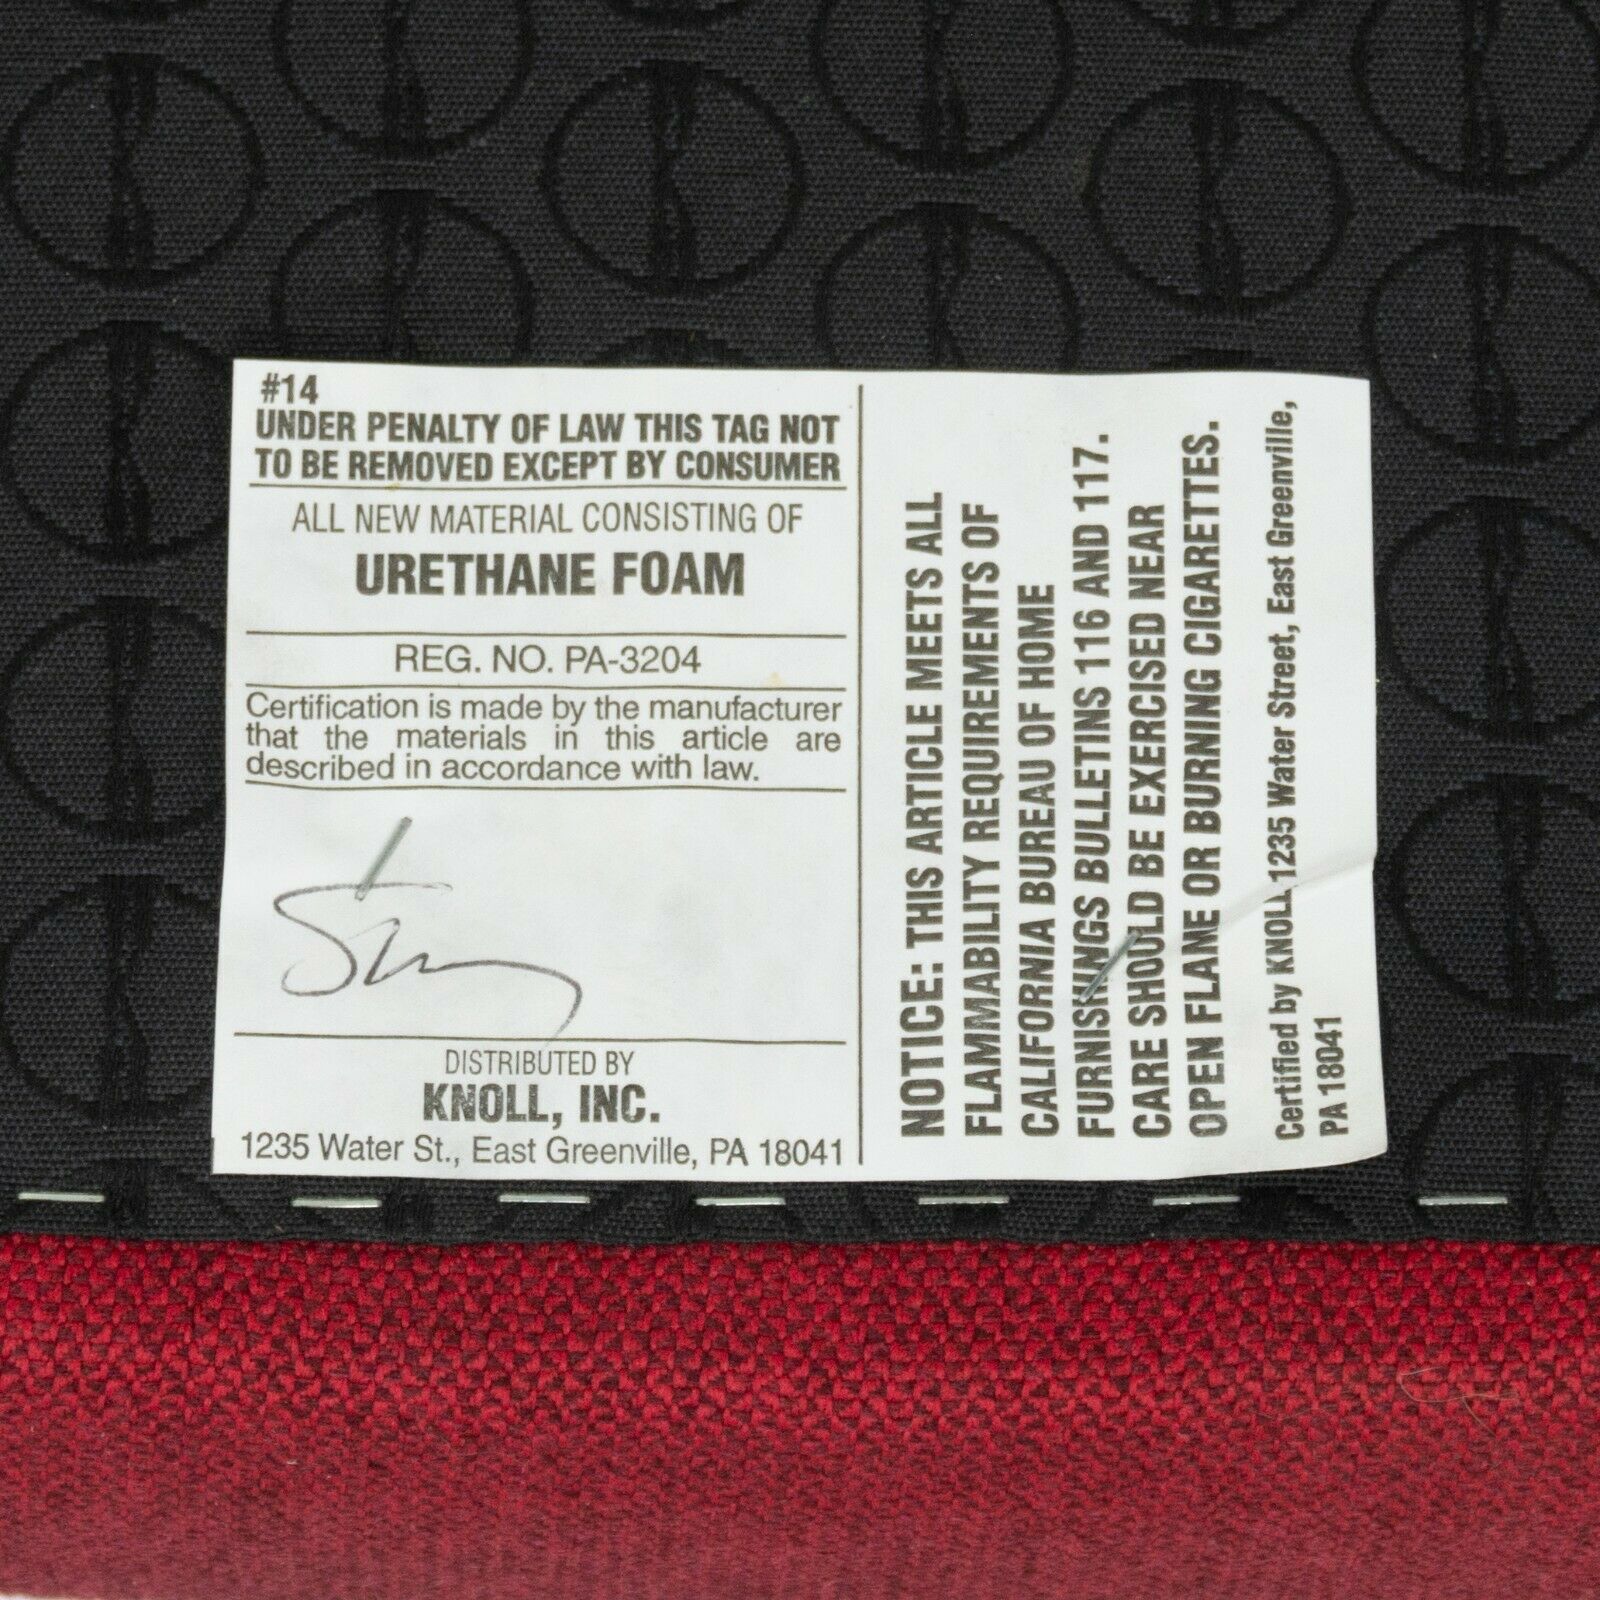 #14
UNDER PENALTY OF LAW THIS TAG NOT
TO BE REMOVED EXCEPT BY CONSUMER
ALL NEW MATERIAL CONSISTING OF
URETHANE FOAM
REG. NO. PA-3204
Certification is made by the manufacturer
that the materials in this article are
described in accordance with law.
DISTRIBUTED BY
KNOLL, INC.
1235 Water St., East Greenville, PA 18041
NOTICE: THIS ARTICLE MEETS ALL
FLAMMABILITY REQUIREMENTS OF
CALIFORNIA BUREAU OF HOME
FURNISHINGS BULLETINS 116 AND 117.
CARE SHOULD BE EXERCISED NEAR
OPEN FLAME OR BURNING CIGARETTES.
Certified by KNOLL 1235 Water Street, East Greenville,
PA 18041